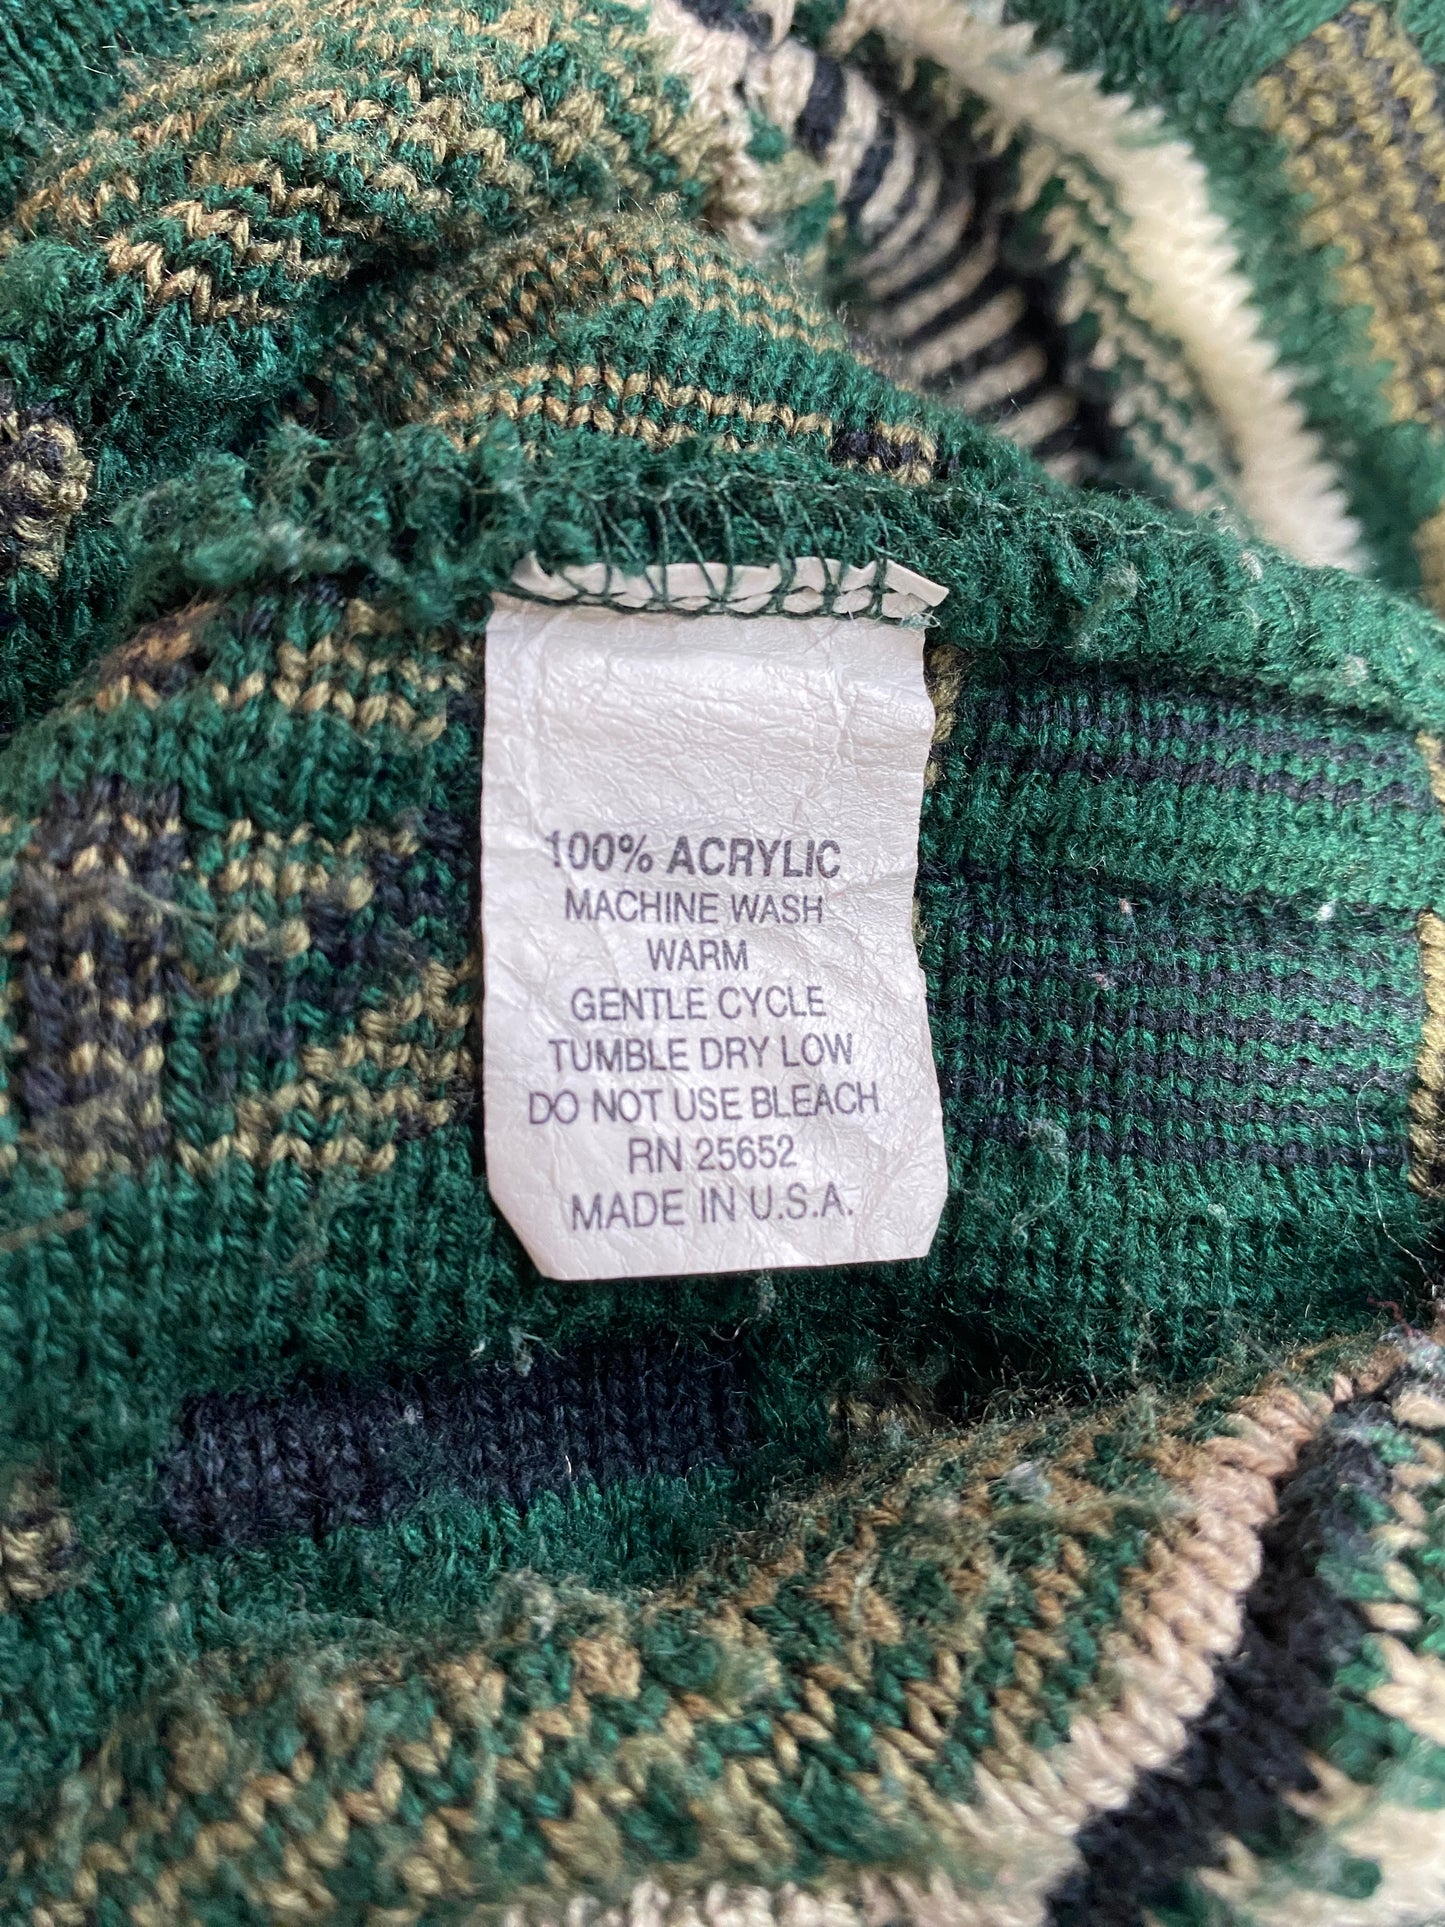 100% ACRYLIC
MACHINE WASH
WARM
GENTLE CYCLE
TUMBLE DRY LOW
DO NOT USE BLEACH
RN 25652
MADE IN U.S.A.